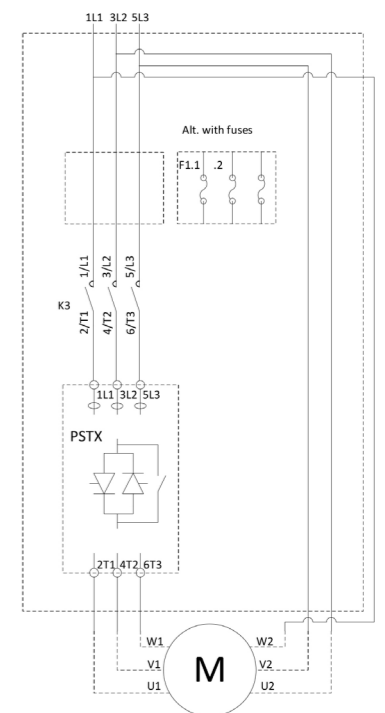 1L1 3L2 5L3
Alt. with fuses
F1.1 .2
1/L1 3/L2 5/L3
K3
2/T1 4/T2 6/T3
1L1 3L2 5L3
PSTX
2T1 4T2 6T3
W1 W2
M
V1 V2
U1 U2